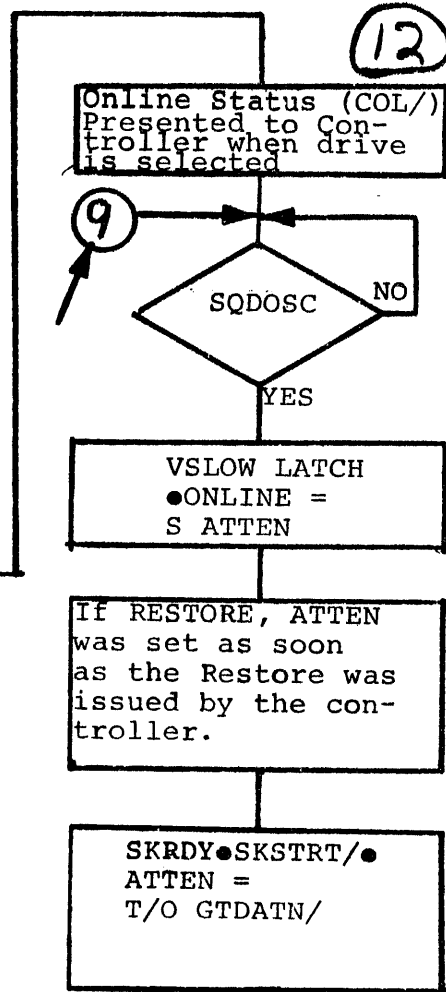 12
Online Status (COL/)
Presented to Con-
troller when drive
is selected
9
SQDOSC
NO
YES
VSLOW LATCH
●ONLINE =
S ATTEN
If RESTORE, ATTEN
was set as soon
as the Restore was
issued by the con-
troller.
SKRDY●SKSTRT/●
ATTEN =
T/O GTDATN/